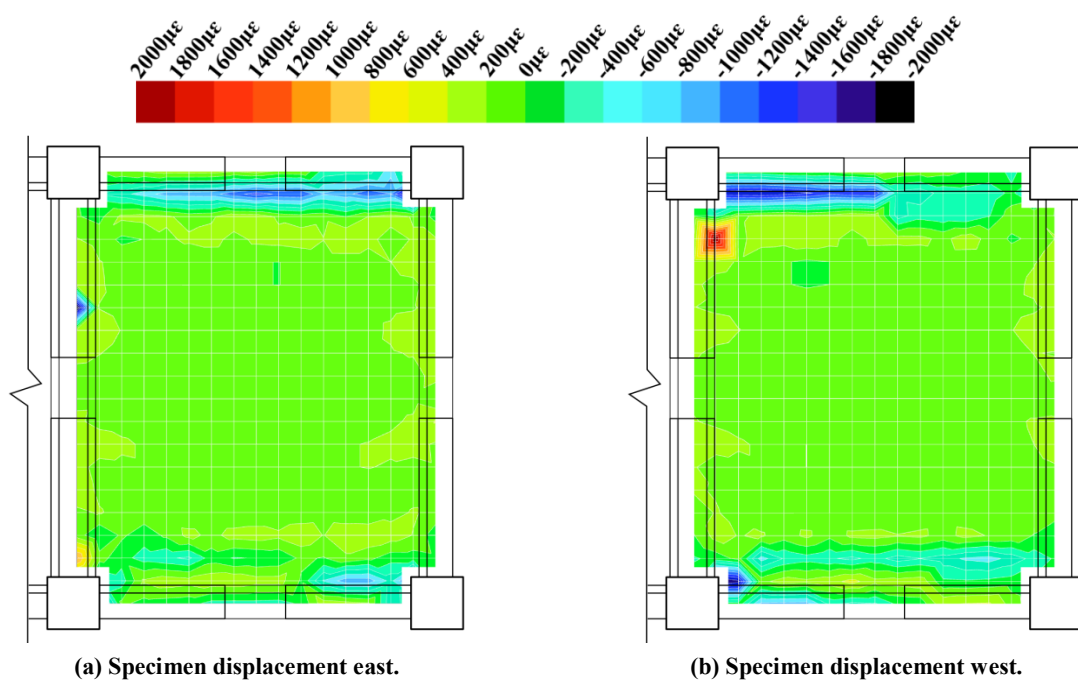 2000με 1800με 1600με 1400με 1200με 1000με 800με 600με 400με 200με 0με -200με -400με -600με -800με -1000με -1200με -1400με -1600με -1800με -2000με
(a) Specimen displacement east.
(b) Specimen displacement west.